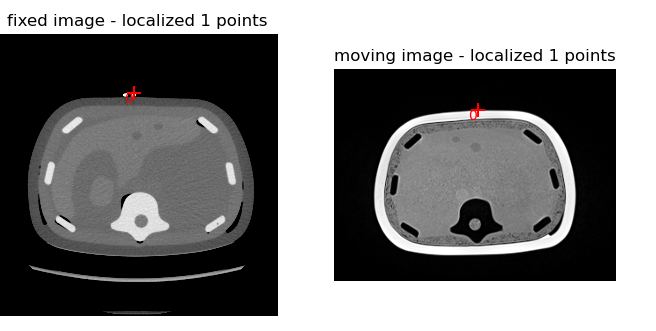 fixed image - localized 1 points
moving image - localized 1 points
0
0